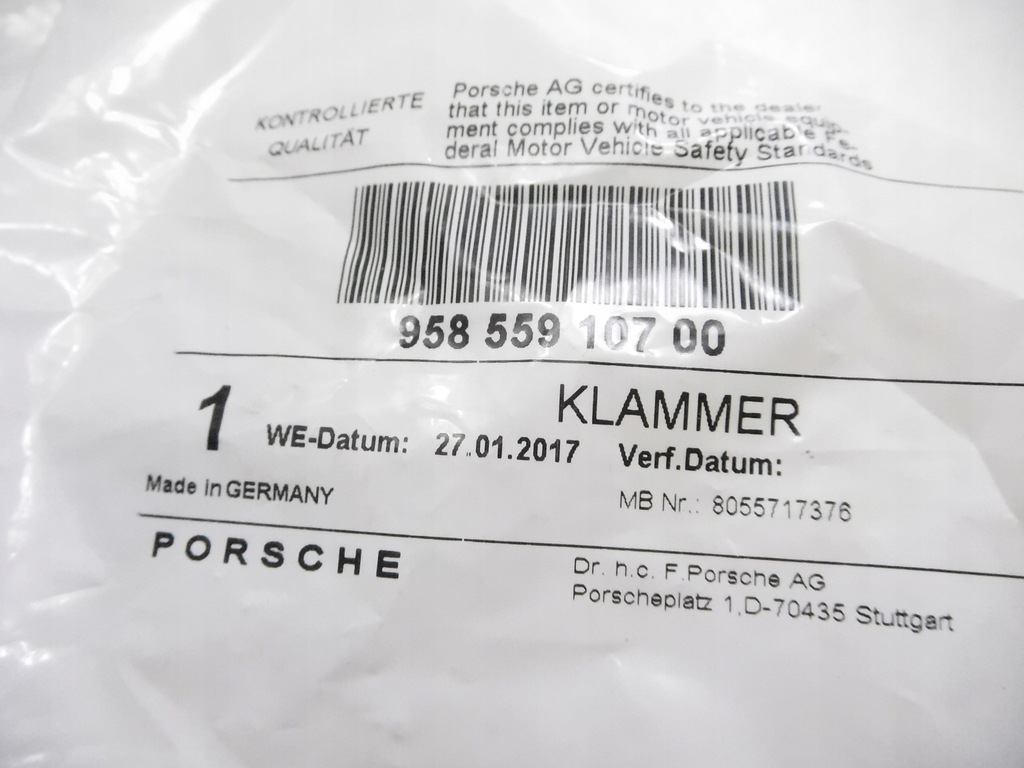 KONTROLLIERTE
QUALITÄT
Porsche AG certifies to the dealer
that this item or motor vehicle equip-
ment complies with all applicable Fe-
deral Motor Vehicle Safety Standards
958 559 107 00
1
KLAMMER
WE-Datum: 27.01.2017 Verf.Datum:
Made in GERMANY
MB Nr.: 8055717376
PORSCHE
Dr. h.c. F.Porsche AG
Porscheplatz 1,D-70435 Stuttgart